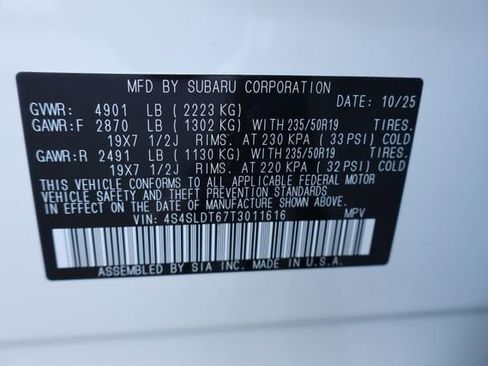 MFD BY SUBARU CORPORATION
GVWR: 4901 LB ( 2223 KG) DATE: 10/25
GAWR:F 2870 LB ( 1302 KG) WITH 235/50R19 TIRES.
19X7 1/2J RIMS. AT 230 KPA ( 33 PSI) COLD
GAWR:R 2491 LB ( 1130 KG) WITH 235/50R19 TIRES.
19X7 1/2J RIMS. AT 220 KPA ( 32 PSI) COLD
THIS VEHICLE CONFORMS TO ALL APPLICABLE FEDERAL MOTOR
VEHICLE SAFETY AND THEFT PREVENTION STANDARDS
IN EFFECT ON THE DATE OF MANUFACTURE SHOWN ABOVE.
VIN: 4S4SLDT67T3011616 MPV
ASSEMBLED BY SIA INC. MADE IN U.S.A.